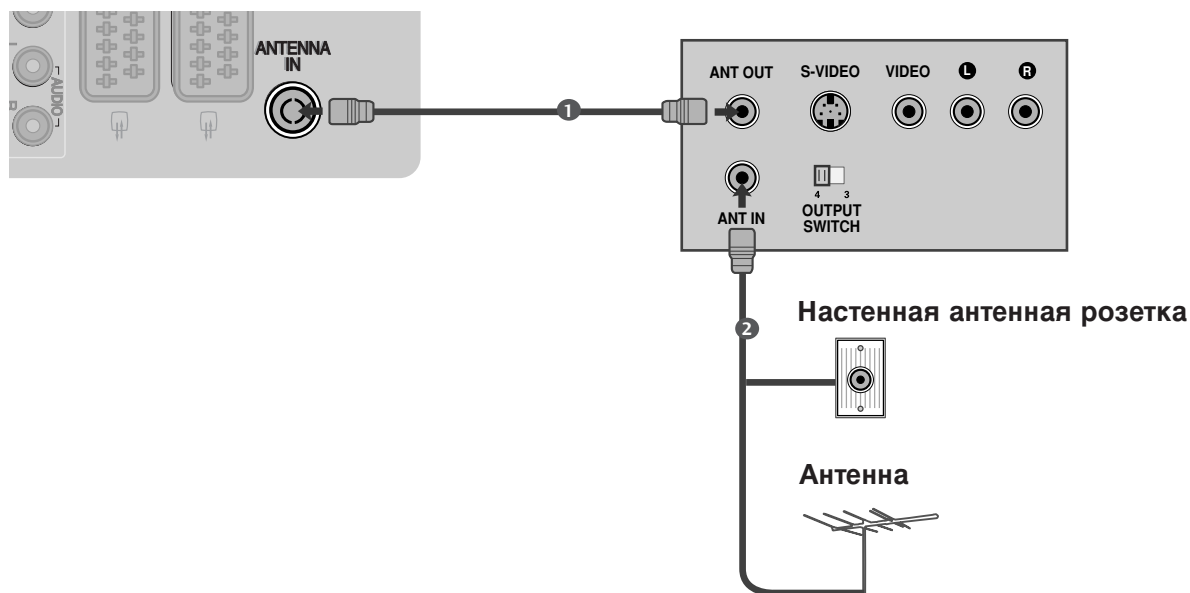 ANTENNA
IN
AUDIO
R
1
ANT OUT S-VIDEO VIDEO L R
4 3
ANT IN
OUTPUT
SWITCH
2
Настенная антенная розетка
Антенна